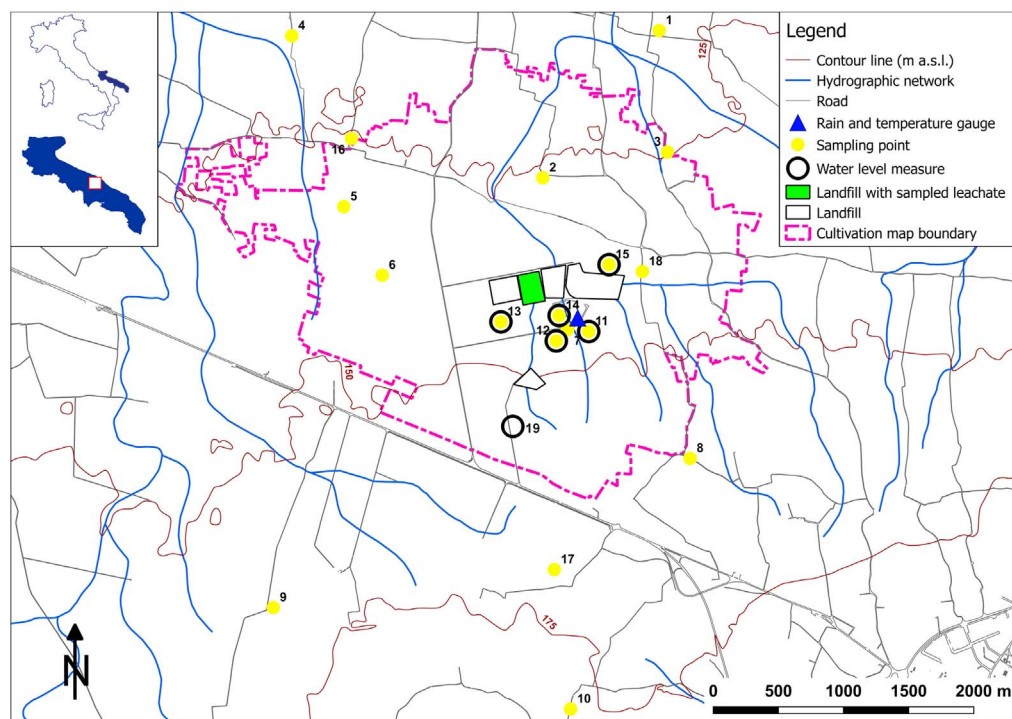 4
1
125
Legend
Contour line (m a.s.l.)
Hydrographic network
Road
Rain and temperature gauge
Sampling point
Water level measure
Landfill with sampled leachate
Landfill
Cultivation map boundary
16
3
2
5
6
15
18
13
14
12
7
11
150
19
8
17
9
175
10
N
0 500 1000 1500 2000 m